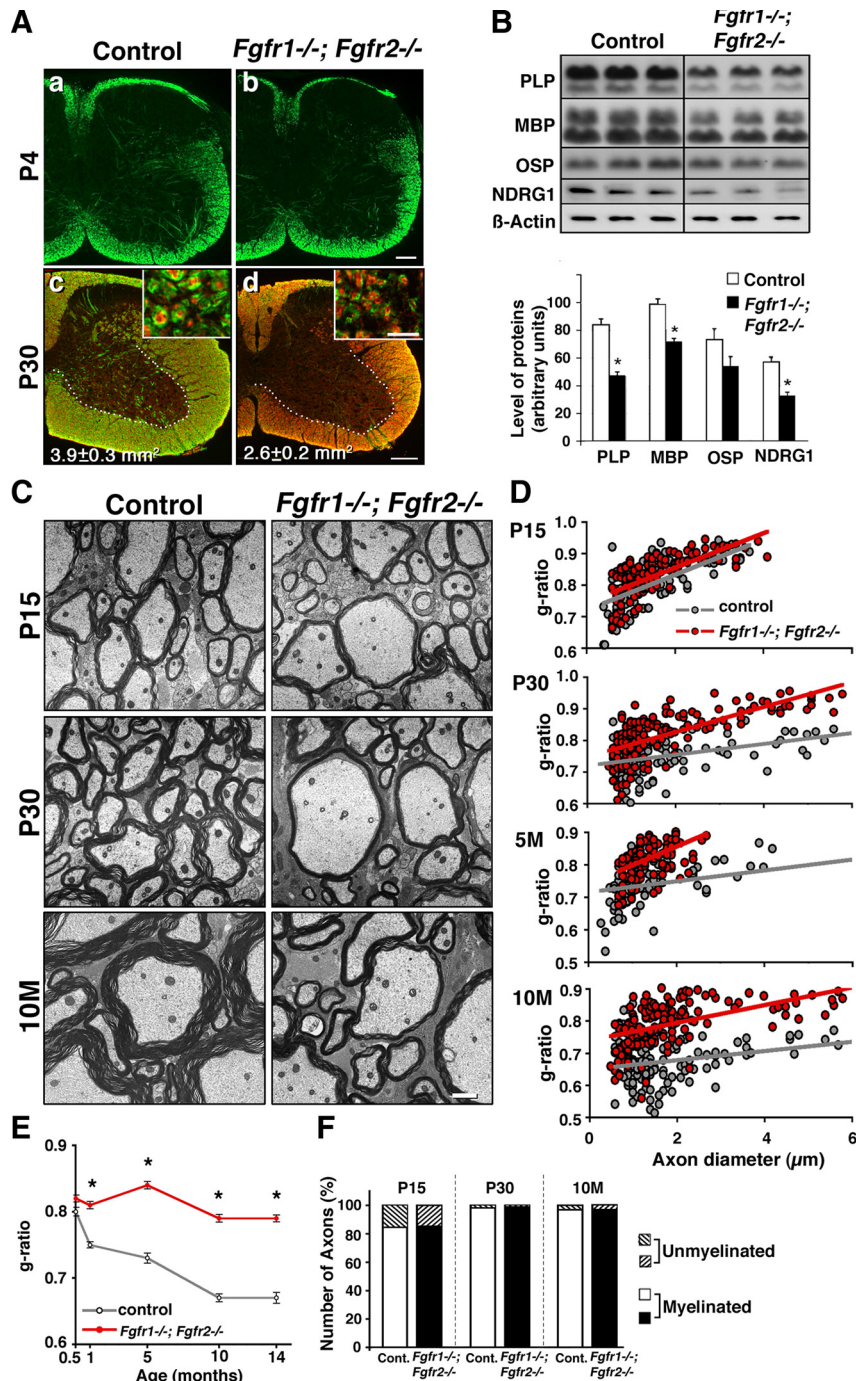 A
Control
Fgfr1-/-; Fgfr2-/-
a
b
P4
c
d
P30
3.9±0.3 mm²
2.6±0.2 mm²
B
Control
Fgfr1-/-;
Fgfr2-/-
PLP
MBP
OSP
NDRG1
ß-Actin
Level of proteins
(arbitrary units)
100
80
60
40
20
0
Control
Fgfr1-/-;
Fgfr2-/-
*
*
*
PLP
MBP
OSP
NDRG1
C
Control
Fgfr1-/-; Fgfr2-/-
P15
P30
10M
D
P15
g-ratio
1.0
0.9
0.8
0.7
0.6
control
Fgfr1-/-; Fgfr2-/-
P30
g-ratio
1.0
0.9
0.8
0.7
0.6
5M
g-ratio
0.9
0.8
0.7
0.6
0.5
10M
g-ratio
0.9
0.8
0.7
0.6
0.5
0
2
4
6
Axon diameter (µm)
E
g-ratio
0.9
0.8
0.7
0.6
*
*
*
*
control
Fgfr1-/-; Fgfr2-/-
0.5
1
5
10
14
Age (months)
F
Number of Axons (%)
100
80
60
40
20
0
P15
P30
10M
Cont.
Fgfr1-/-;
Fgfr2-/-
Cont.
Fgfr1-/-;
Fgfr2-/-
Cont.
Fgfr1-/-;
Fgfr2-/-
Unmyelinated
Myelinated